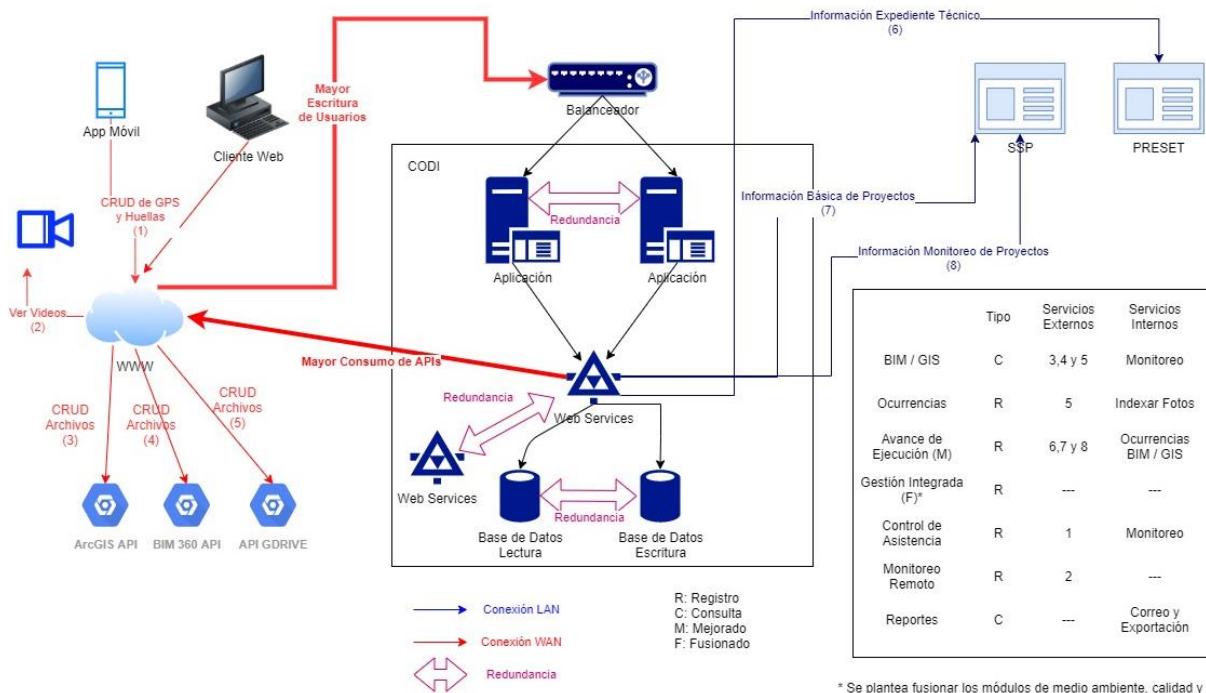 Información Expediente Técnico
(6)
App Móvil
Cliente Web
Mayor
Escritura
de Usuarios
Balanceador
SSP
PRESET
CODI
CRUD de GPS
y Huellas
(1)
Redundancia
Información Básica de Proyectos
(7)
Aplicación
Aplicación
Información Monitoreo de Proyectos
(8)
Ver Videos
(2)
WWW
Mayor Consumo de APIs
CRUD
Archivos
(3)
CRUD
Archivos
(4)
CRUD
Archivos
(5)
Redundancia
Web Services
Web Services
Redundancia
Base de Datos
Lectura
Base de Datos
Escritura
ArcGIS API
BIM 360 API
API GDRIVE
Tipo
Servicios
Externos
Servicios
Internos
BIM / GIS
C
3,4 y 5
Monitoreo
Ocurrencias
R
5
Indexar Fotos
Avance de
Ejecución (M)
R
6,7 y 8
Ocurrencias
BIM / GIS
Gestión Integrada
(F)*
R
---
---
Control de
Asistencia
R
1
Monitoreo
Monitoreo
Remoto
R
2
---
Reportes
C
---
Correo y
Exportación
Conexión LAN
Conexión WAN
Redundancia
R: Registro
C: Consulta
M: Mejorado
F: Fusionado
* Se plantea fusionar los módulos de medio ambiente, calidad y